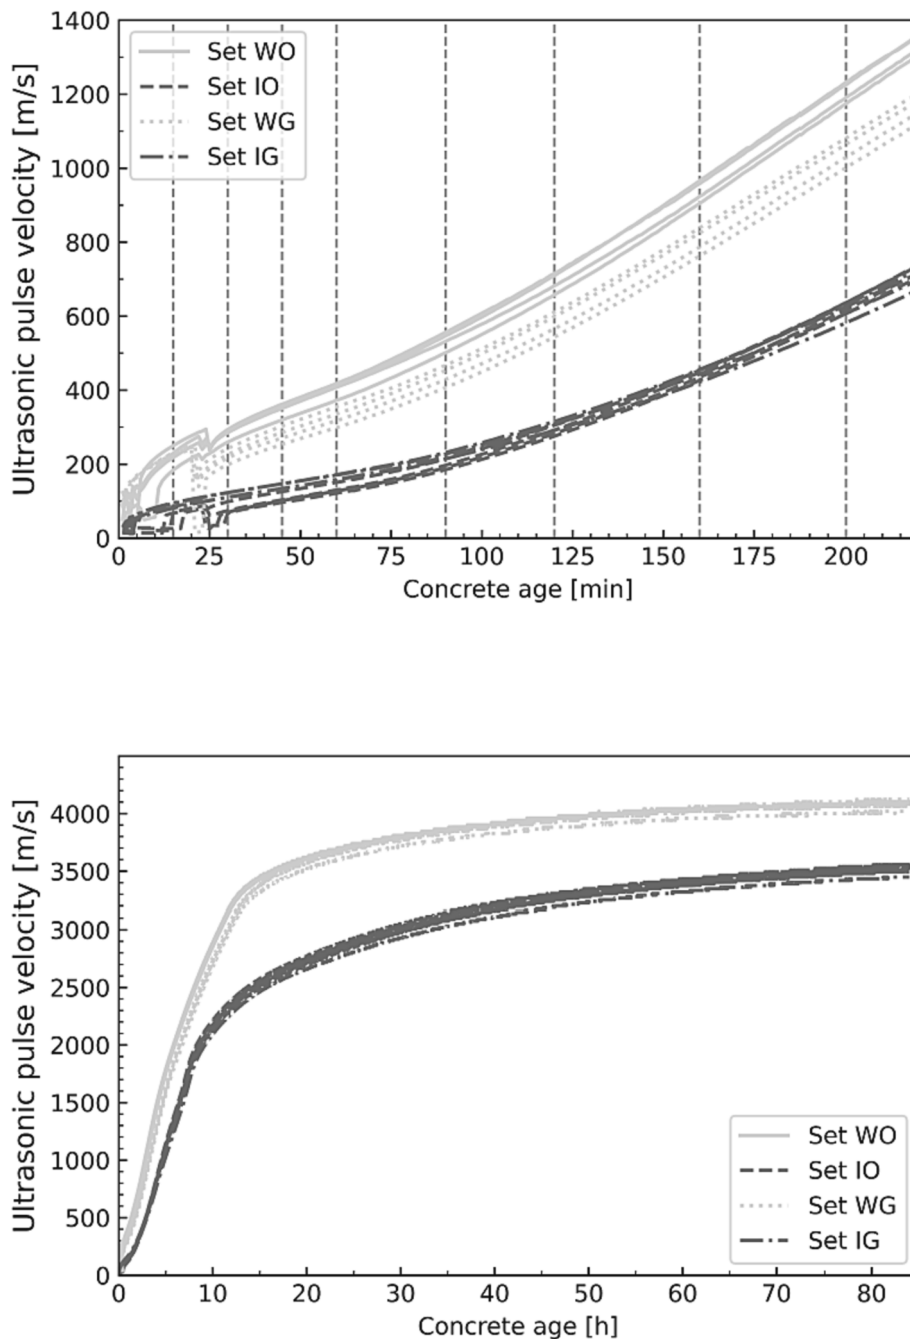 1400
1200
1000
800
600
400
200
0
Ultrasonic pulse velocity [m/s]
Set WO
Set IO
Set WG
Set IG
0 25 50 75 100 125 150 175 200
Concrete age [min]
4000
3500
3000
2500
2000
1500
1000
500
0
Ultrasonic pulse velocity [m/s]
Set WO
Set IO
Set WG
Set IG
0 10 20 30 40 50 60 70 80
Concrete age [h]